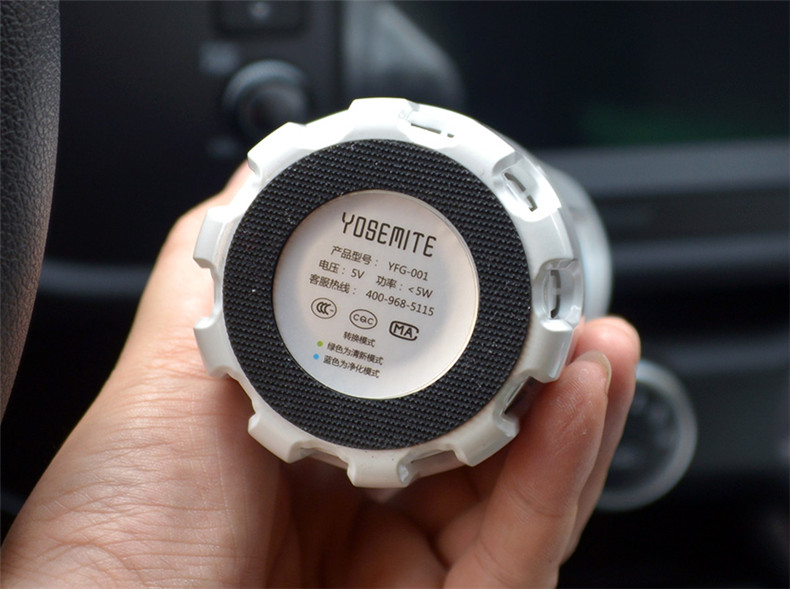 YOSEMITE
产品型号： YFG-001
电压：5V 功率：<5W
客服热线： 400-968-5115
CCC CQC MA
转换模式
绿色为清新模式
蓝色为净化模式